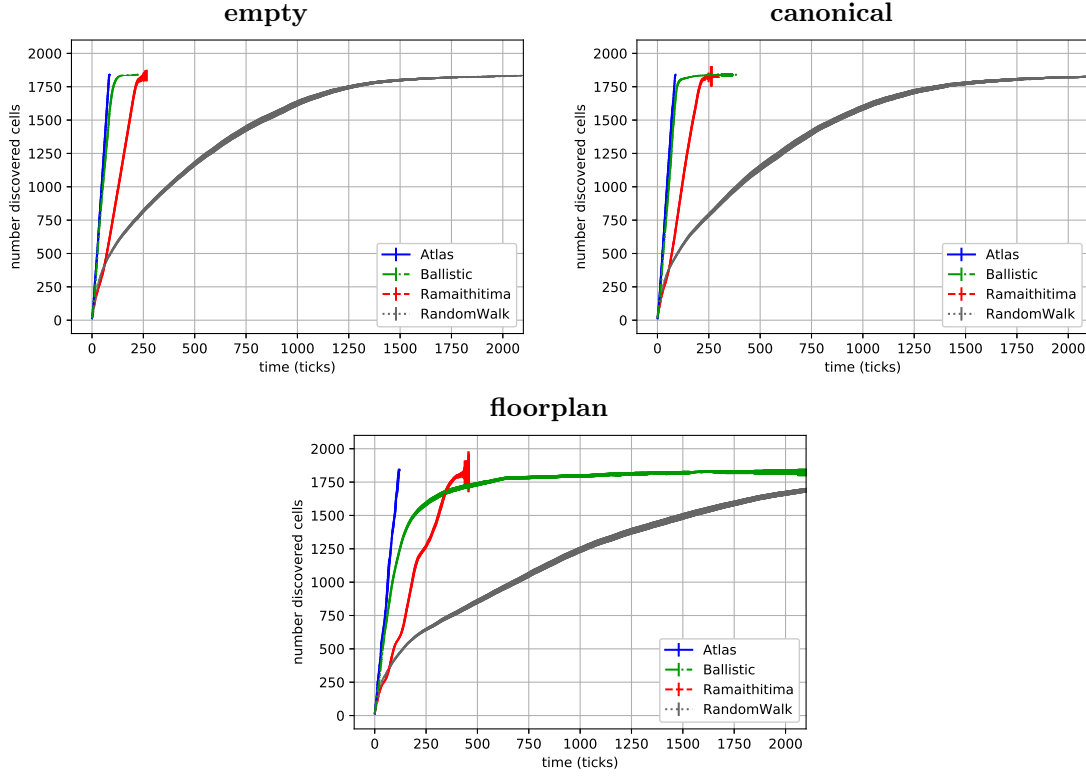 empty
2000
1750
1500
1250
1000
750
500
250
0
number discovered cells
0 250 500 750 1000 1250 1500 1750 2000
time (ticks)
Atlas
Ballistic
Ramaithitima
RandomWalk
canonical
2000
1750
1500
1250
1000
750
500
250
0
number discovered cells
0 250 500 750 1000 1250 1500 1750 2000
time (ticks)
Atlas
Ballistic
Ramaithitima
RandomWalk
floorplan
2000
1750
1500
1250
1000
750
500
250
0
number discovered cells
0 250 500 750 1000 1250 1500 1750 2000
time (ticks)
Atlas
Ballistic
Ramaithitima
RandomWalk